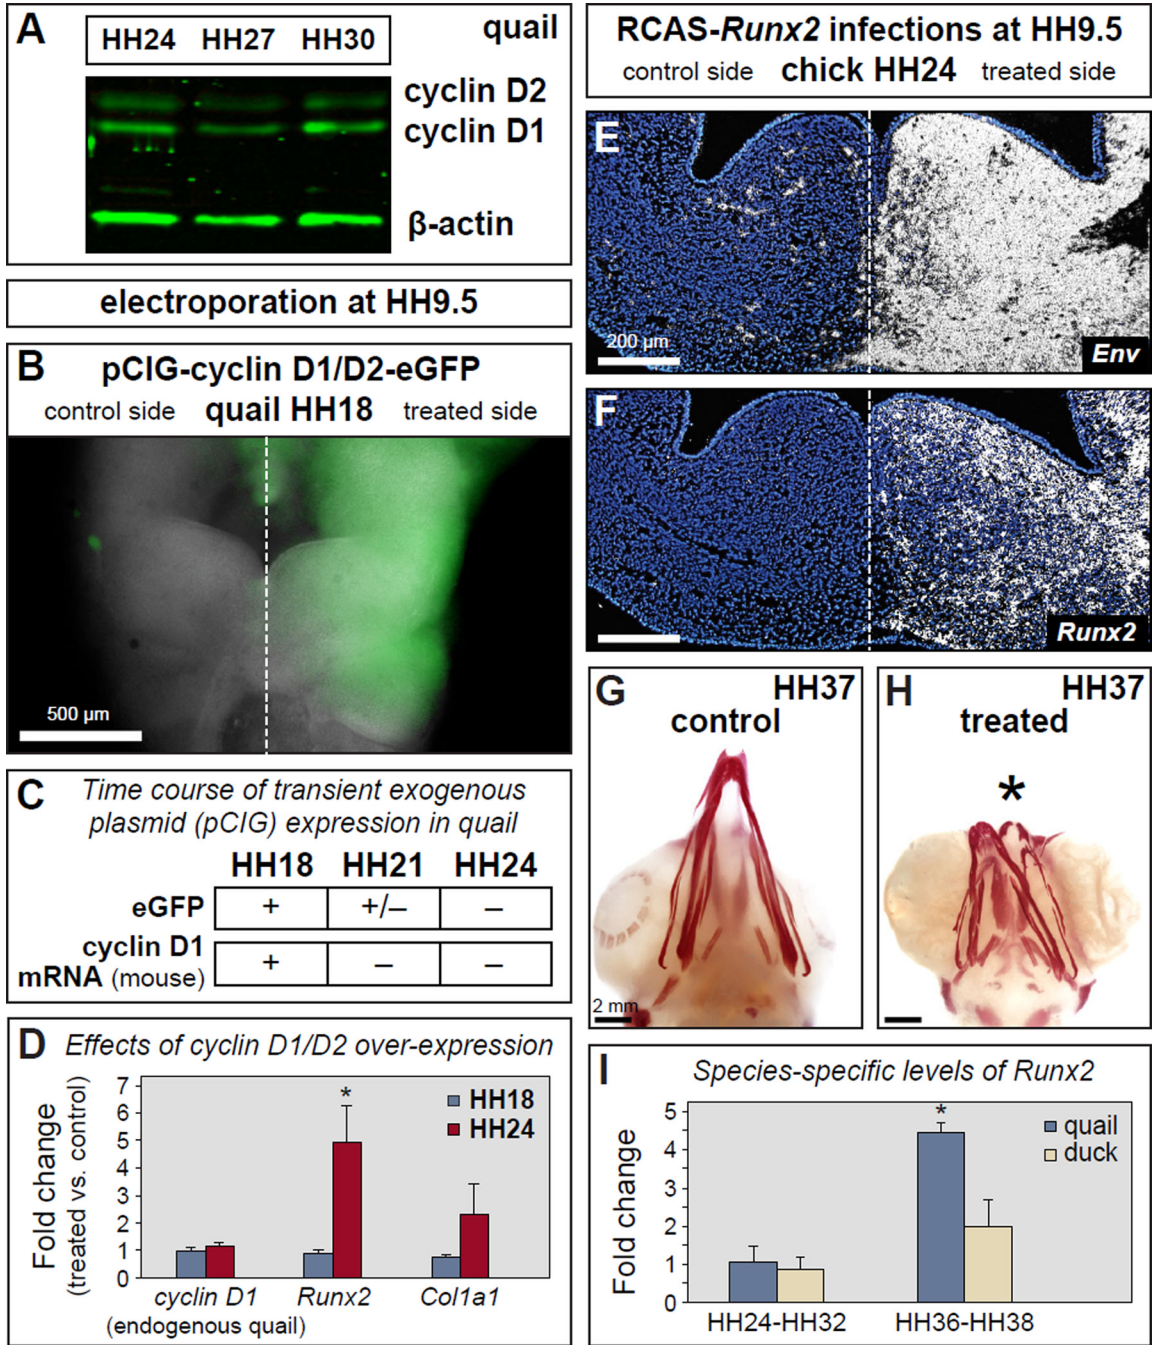 A
HH24 HH27 HH30
quail
cyclin D2
cyclin D1
β-actin
electroporation at HH9.5
B
pCIG-cyclin D1/D2-eGFP
control side quail HH18 treated side
500 µm
C
Time course of transient exogenous
plasmid (pCIG) expression in quail
HH18 HH21 HH24
eGFP + +/– –
cyclin D1
mRNA (mouse) + – –
D
Effects of cyclin D1/D2 over-expression
Fold change
(treated vs. control)
7
6
5
4
3
2
1
0
*
HH18
HH24
cyclin D1 Runx2 Col1a1
(endogenous quail)
RCAS-Runx2 infections at HH9.5
control side chick HH24 treated side
E
200 µm
Env
F
Runx2
G
HH37
control
2 mm
H
HH37
treated
*
I
Species-specific levels of Runx2
Fold change
5
4
3
2
1
0
*
quail
duck
HH24-HH32 HH36-HH38